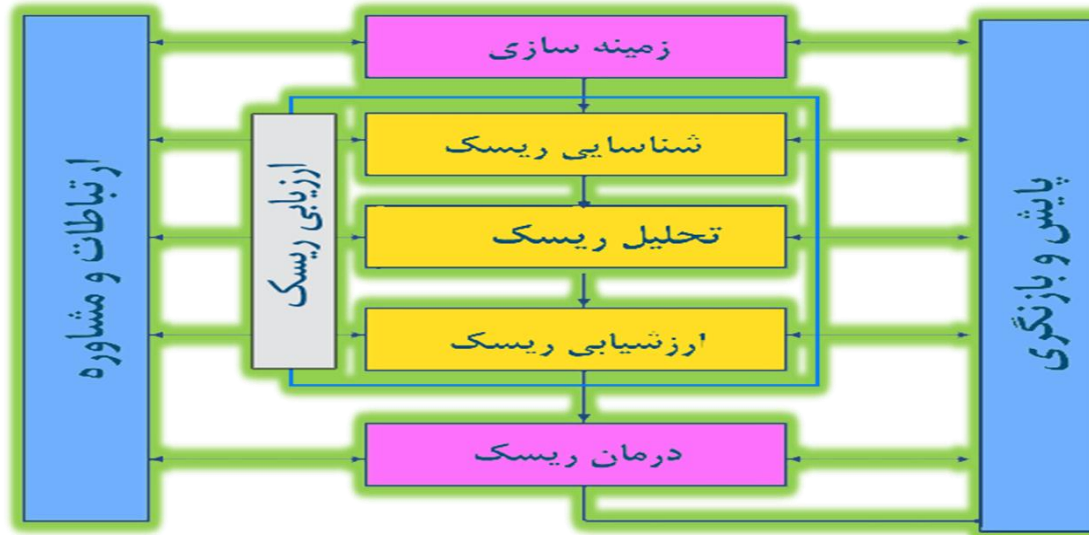 زمینه سازی
شناسایی ریسک
تحلیل ریسک
ارزشیابی ریسک
درمان ریسک
ارزیابی ریسک
پایش و بازنگری
ارتباطات و مشاوره